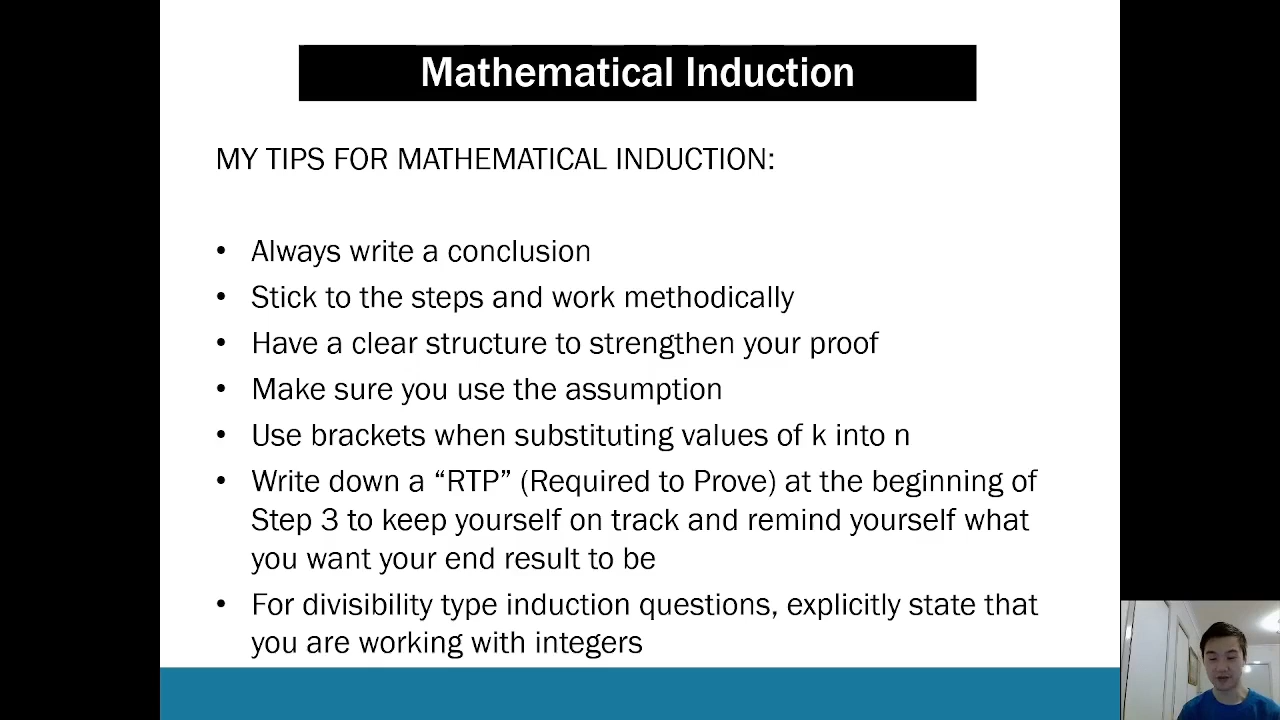 Mathematical Induction
MY TIPS FOR MATHEMATICAL INDUCTION:
• Always write a conclusion
• Stick to the steps and work methodically
• Have a clear structure to strengthen your proof
• Make sure you use the assumption
• Use brackets when substituting values of k into n
• Write down a “RTP” (Required to Prove) at the beginning of
Step 3 to keep yourself on track and remind yourself what
you want your end result to be
• For divisibility type induction questions, explicitly state that
you are working with integers